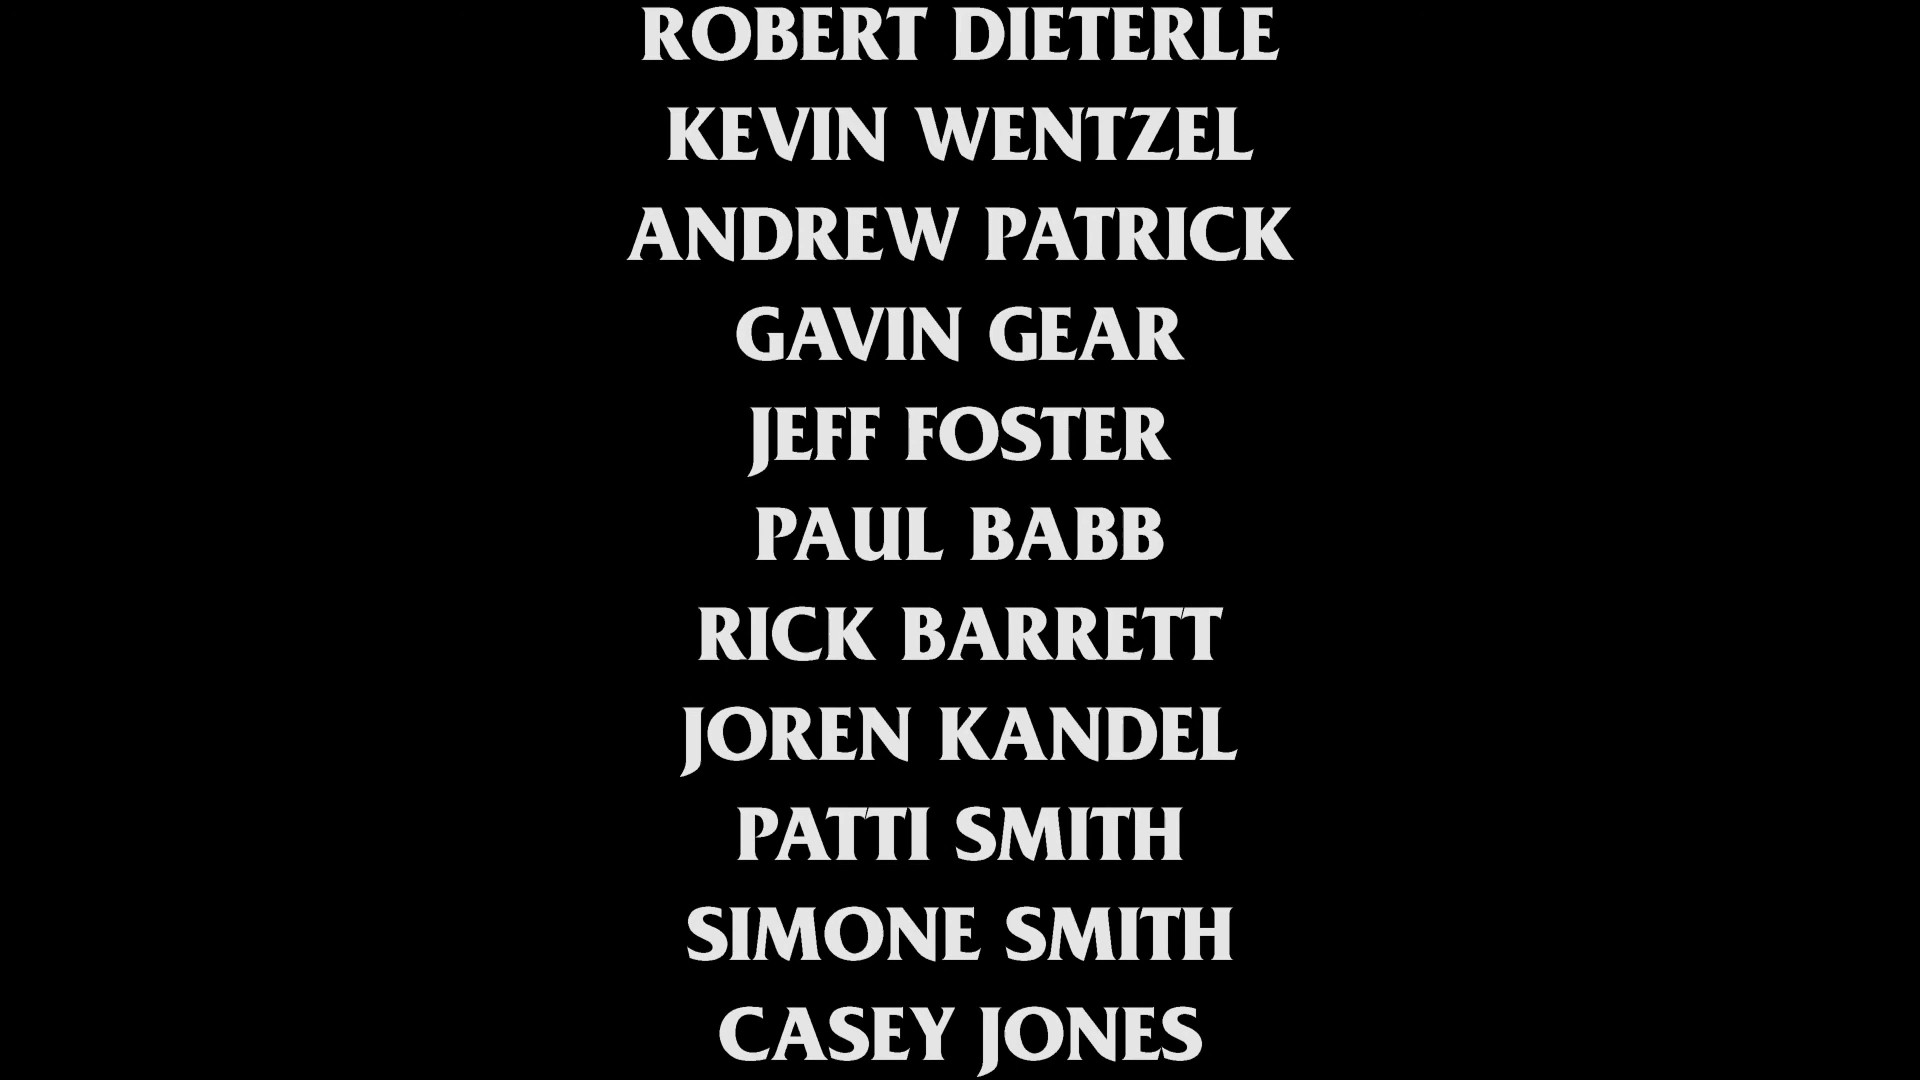 ROBERT DIETERLE
KEVIN WENTZEL
ANDREW PATRICK
GAVIN GEAR
JEFF FOSTER
PAUL BABB
RICK BARRETT
JOREN KANDEL
PATTI SMITH
SIMONE SMITH
CASEY JONES